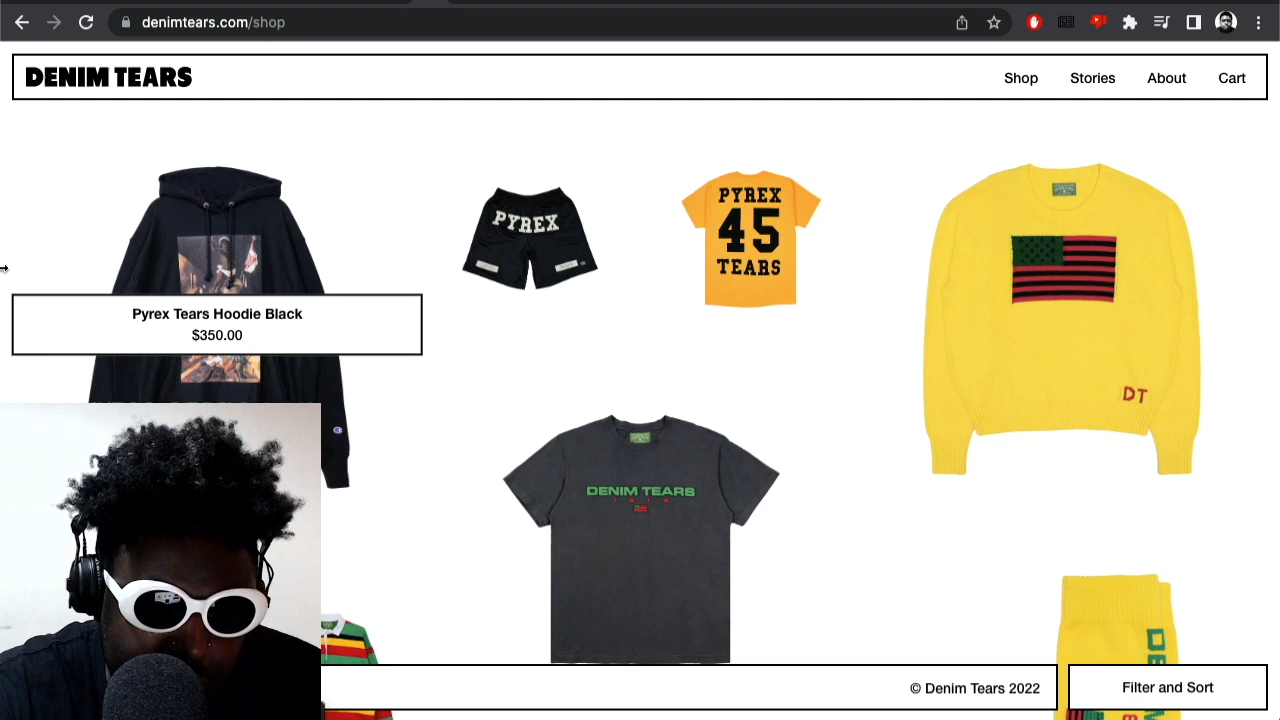 denimtears.com/shop
DENIM TEARS
Shop
Stories
About
Cart
PYREX
PYREX
45
TEARS
Pyrex Tears Hoodie Black
$350.00
DT
DENIM TEARS
© Denim Tears 2022
Filter and Sort